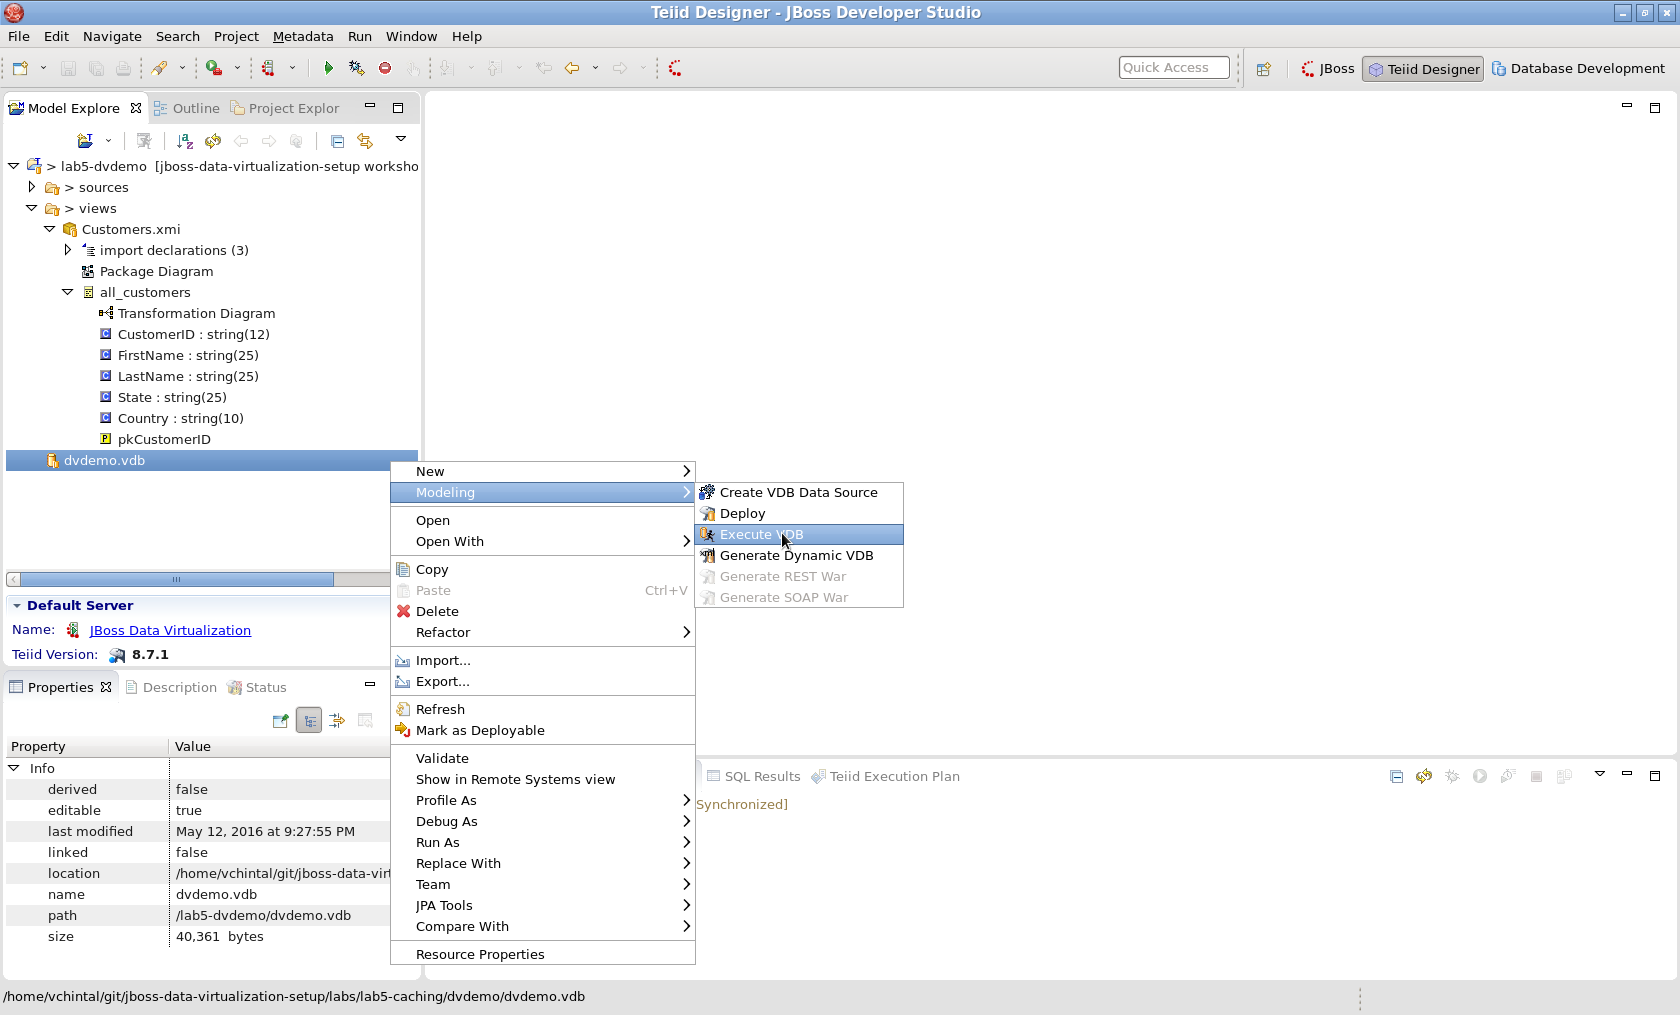 Teiid Designer - JBoss Developer Studio
File Edit Navigate Search Project Metadata Run Window Help
Quick Access
JBoss Teiid Designer Database Development
Model Explore Outline Project Explor
> lab5-dvdemo [jboss-data-virtualization-setup worksho
> sources
> views
Customers.xmi
import declarations (3)
Package Diagram
all_customers
Transformation Diagram
CustomerID : string(12)
FirstName : string(25)
LastName : string(25)
State : string(25)
Country : string(10)
pkCustomerID
dvdemo.vdb
New
Modeling
Open
Open With
Copy
Paste Ctrl+V
Delete
Refactor
Import...
Export...
Refresh
Mark as Deployable
Validate
Show in Remote Systems view
Profile As
Debug As
Run As
Replace With
Team
JPA Tools
Compare With
Resource Properties
Create VDB Data Source
Deploy
Execute VDB
Generate Dynamic VDB
Generate REST War
Generate SOAP War
Default Server
Name: JBoss Data Virtualization
Teiid Version: 8.7.1
Properties Description Status
Property Value
Info
derived false
editable true
last modified May 12, 2016 at 9:27:55 PM
linked false
location /home/vchintal/git/jboss-data-virt
name dvdemo.vdb
path /lab5-dvdemo/dvdemo.vdb
size 40,361 bytes
SQL Results Teiid Execution Plan
Synchronized]
/home/vchintal/git/jboss-data-virtualization-setup/labs/lab5-caching/dvdemo/dvdemo.vdb